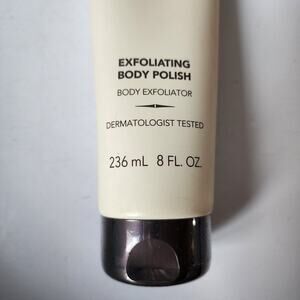 EXFOLIATING
BODY POLISH
BODY EXFOLIATOR
DERMATOLOGIST TESTED
236 mL 8 FL. OZ.